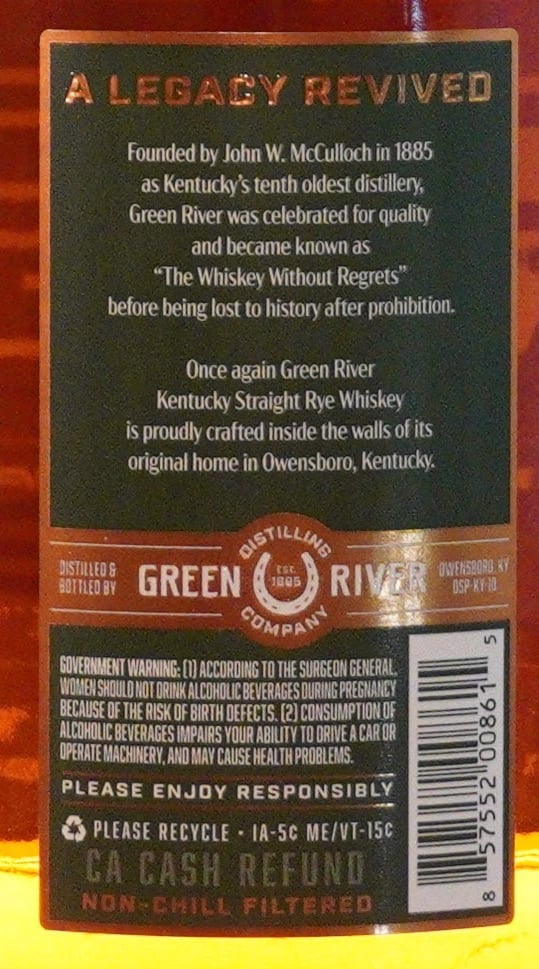 A LEGACY REVIVED
Founded by John W. McCulloch in 1885
as Kentucky's tenth oldest distillery,
Green River was celebrated for quality
and became known as
“The Whiskey Without Regrets”
before being lost to history after prohibition.
Once again Green River
Kentucky Straight Rye Whiskey
is proudly crafted inside the walls of its
original home in Owensboro, Kentucky.
DISTILLED &
BOTTLED BY
GREEN RIVER
DISTILLING
EST.
1885
COMPANY
OWENSBORO, KY
DSP-KY-10
GOVERNMENT WARNING: (1) ACCORDING TO THE SURGEON GENERAL,
WOMEN SHOULD NOT DRINK ALCOHOLIC BEVERAGES DURING PREGNANCY
BECAUSE OF THE RISK OF BIRTH DEFECTS. (2) CONSUMPTION OF
ALCOHOLIC BEVERAGES IMPAIRS YOUR ABILITY TO DRIVE A CAR OR
OPERATE MACHINERY, AND MAY CAUSE HEALTH PROBLEMS.
PLEASE ENJOY RESPONSIBLY
PLEASE RECYCLE · IA-5¢ ME/VT-15¢
CA CASH REFUND
NON-CHILL FILTERED
8 57552 00861 5